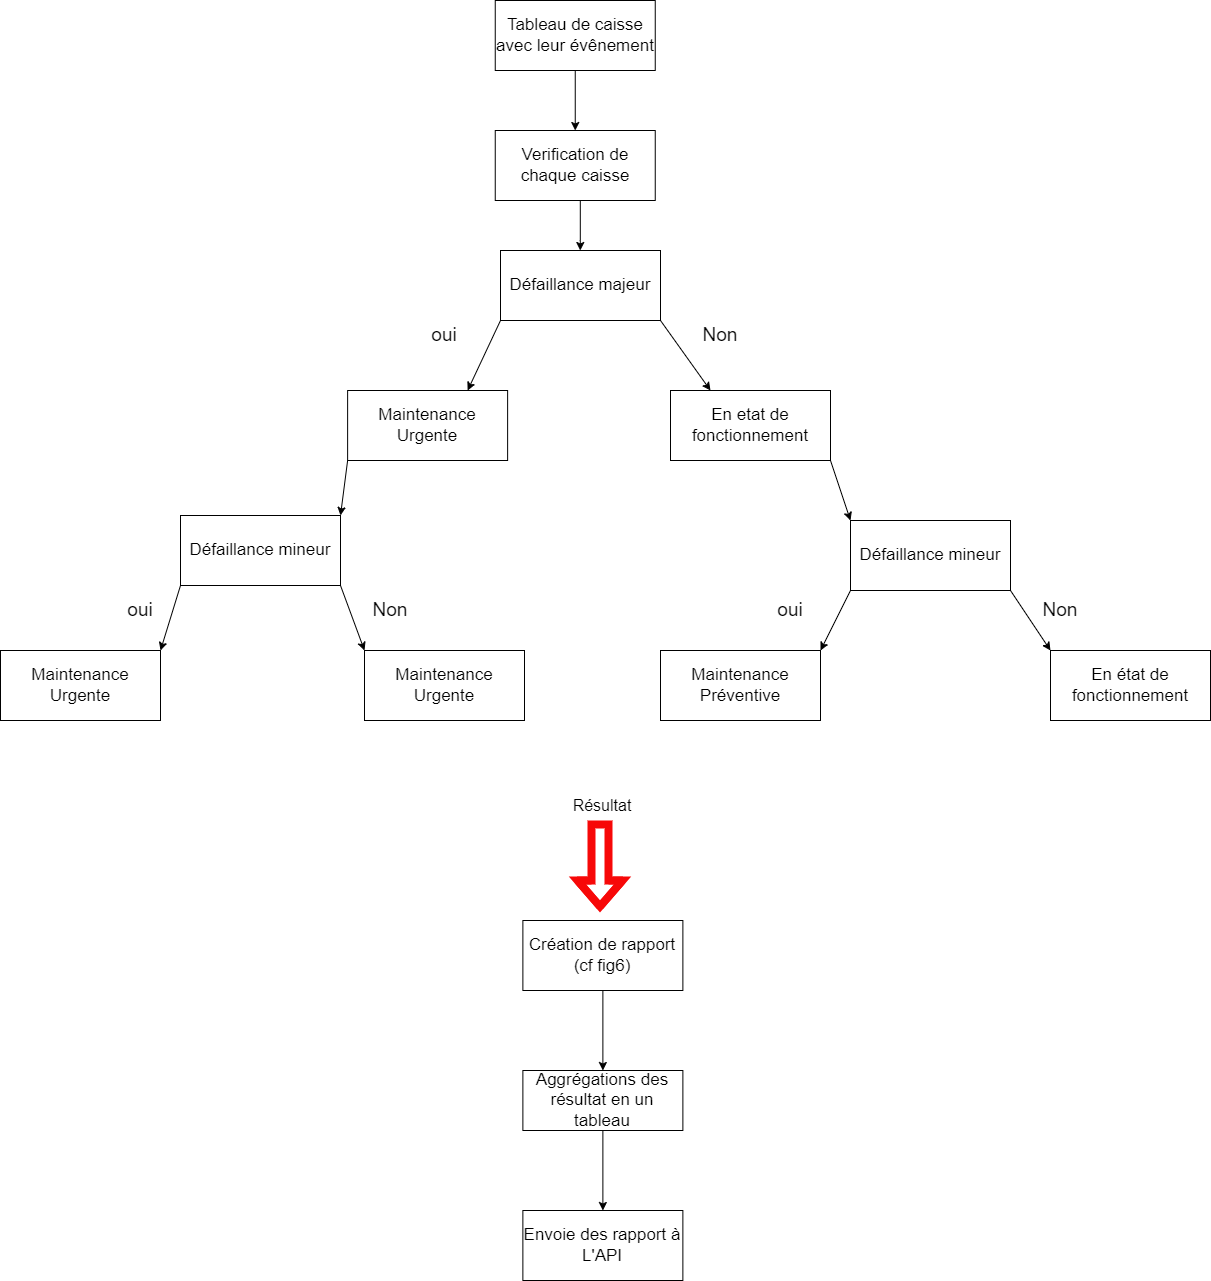 Tableau de caisse
avec leur évênement
Verification de
chaque caisse
Défaillance majeur
oui
Non
Maintenance
Urgente
En etat de
fonctionnement
Défaillance mineur
Défaillance mineur
oui
Non
oui
Non
Maintenance
Urgente
Maintenance
Urgente
Maintenance
Préventive
En état de
fonctionnement
Résultat
Création de rapport
(cf fig6)
Aggrégations des
résultat en un
tableau
Envoie des rapport à
L'API